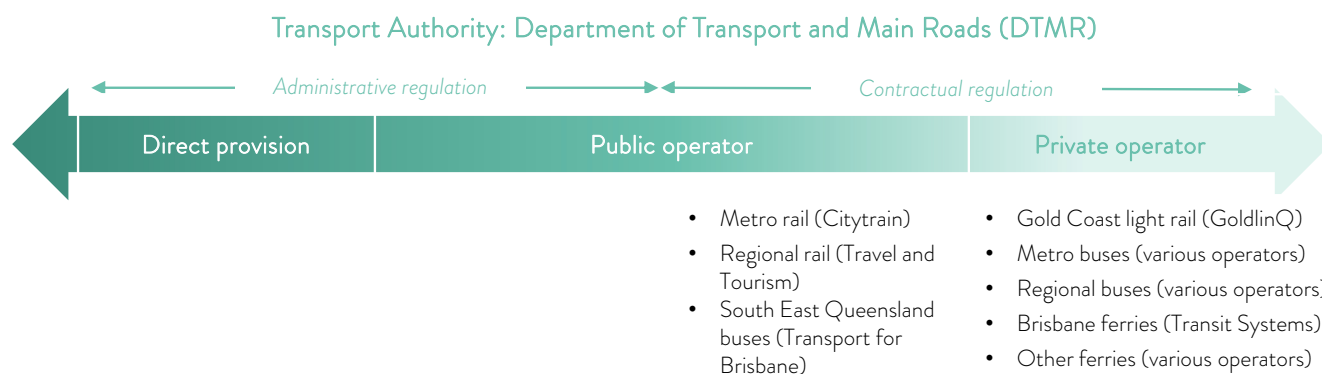 Transport Authority: Department of Transport and Main Roads (DTMR)
Administrative regulation
Contractual regulation
Direct provision
Public operator
Private operator
• Metro rail (Citytrain)
• Regional rail (Travel and
Tourism)
• South East Queensland
buses (Transport for
Brisbane)
• Gold Coast light rail (GoldlinQ)
• Metro buses (various operators)
• Regional buses (various operators)
• Brisbane ferries (Transit Systems)
• Other ferries (various operators)